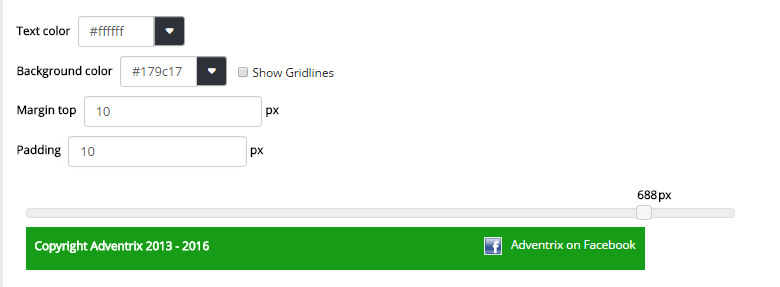 Text color #ffffff
Background color #179c17 Show Gridlines
Margin top 10 px
Padding 10 px
688px
Copyright Adventrix 2013 - 2016 Adventrix on Facebook